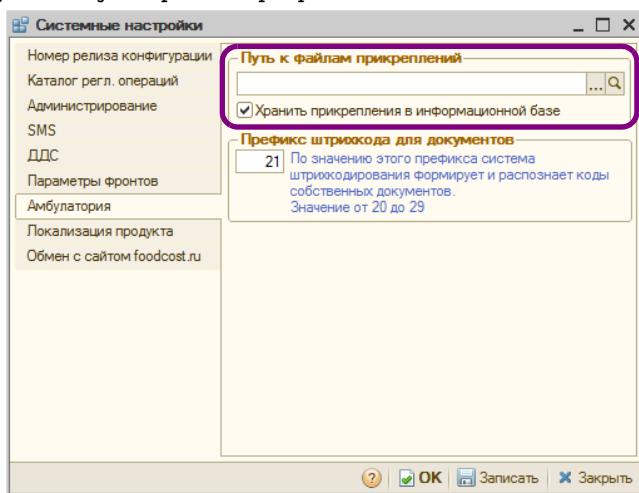 Системные настройки
Номер релиза конфигурации
Каталог регл. операций
Администрирование
SMS
ДДС
Параметры фронтов
Амбулатория
Локализация продукта
Обмен с сайтом foodcost.ru
Путь к файлам прикреплений
...
Хранить прикрепления в информационной базе
Префикс штрихкода для документов
21
По значению этого префикса система
штрихкодирования формирует и распознает коды
собственных документов.
Значение от 20 до 29
? OK Записать Закрыть